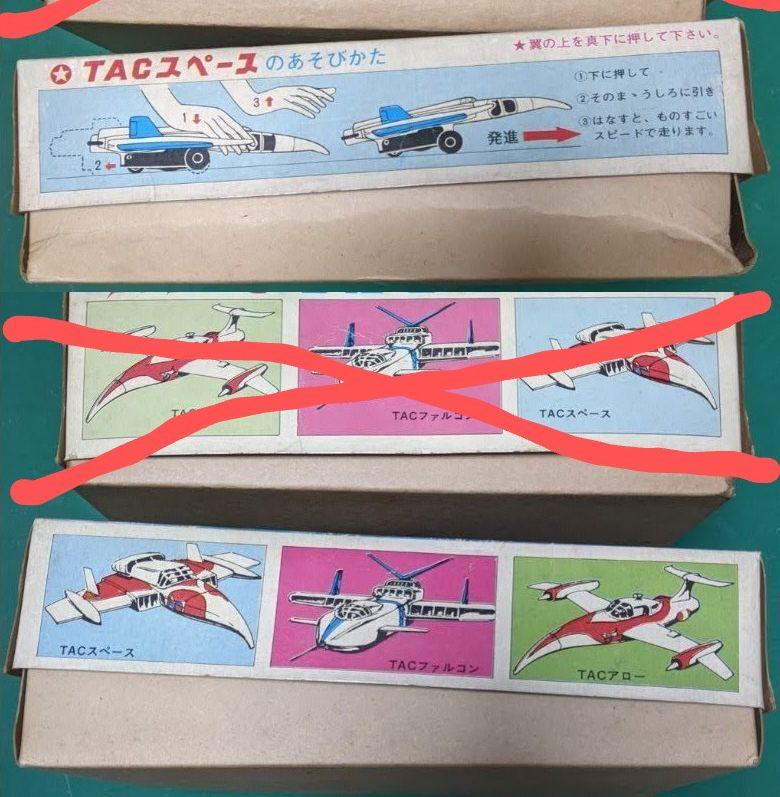 TACスペースのあそびかた
★翼の上を真下に押して下さい。
1
2
3
発進
①下に押して
②そのまゝうしろに引き
③はなすと、ものすごい
スピードで走ります。
TAC
TACファルコン
TACスペース
TACスペース
TACファルコン
TACアロー